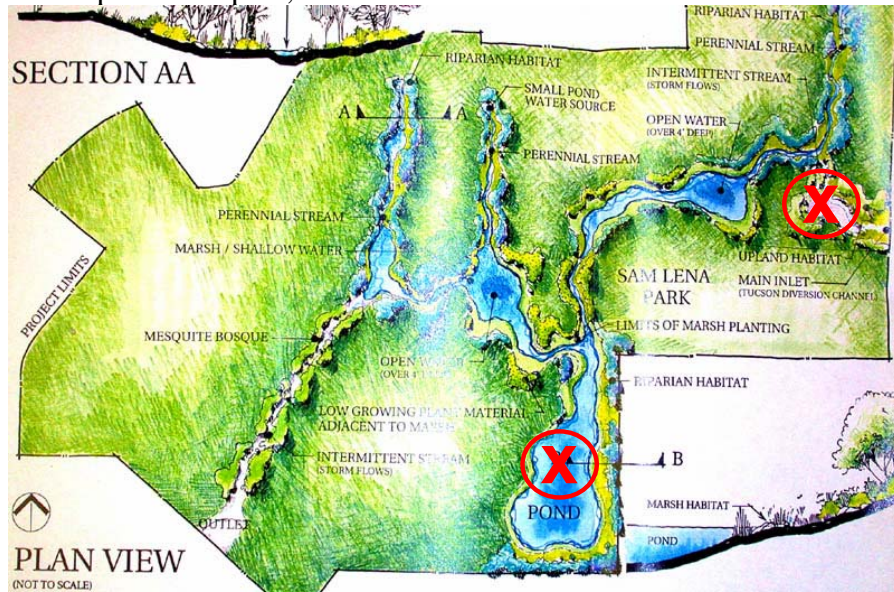 SECTION AA
RIPARIAN HABITAT
A
A
SMALL POND
WATER SOURCE
PERENNIAL STREAM
RIPARIAN HABITAT
PERENNIAL STREAM
INTERMITTENT STREAM
(STORM FLOWS)
OPEN WATER
(OVER 4' DEEP)
X
PERENNIAL STREAM
MARSH / SHALLOW WATER
UPLAND HABITAT
MAIN INLET
(TUCSON DIVERSION CHANNEL)
SAM LENA
PARK
PROJECT LIMITS
LIMITS OF MARSH PLANTING
MESQUITE BOSQUE
OPEN WATER
(OVER 4' DEEP)
RIPARIAN HABITAT
LOW GROWING PLANT MATERIAL
ADJACENT TO MARSH
INTERMITTENT STREAM
(STORM FLOWS)
X
B
POND
OUTLET
MARSH HABITAT
POND
PLAN VIEW
(NOT TO SCALE)